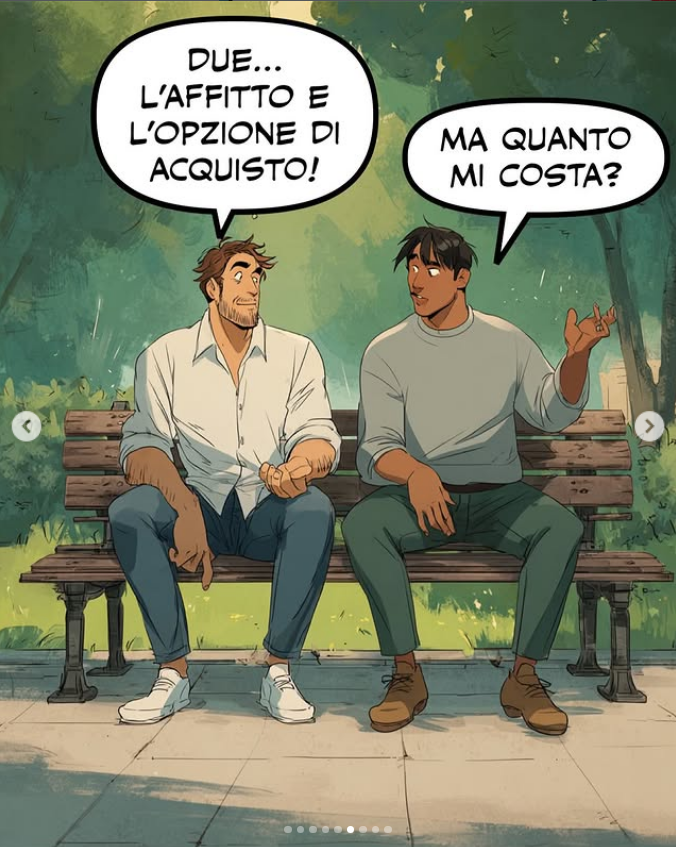 DUE...
L'AFFITTO E
L'OPZIONE DI
ACQUISTO!
MA QUANTO
MI COSTA?